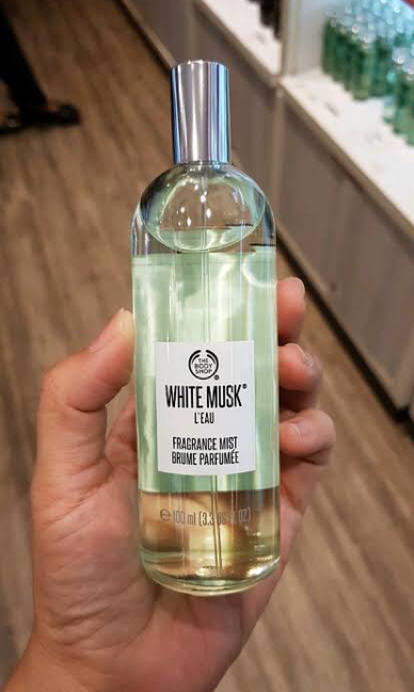 THE
BODY
SHOP
®
WHITE MUSK®
L'EAU
FRAGRANCE MIST
BRUME PARFUMÉE
℮ 100 ml (3.3